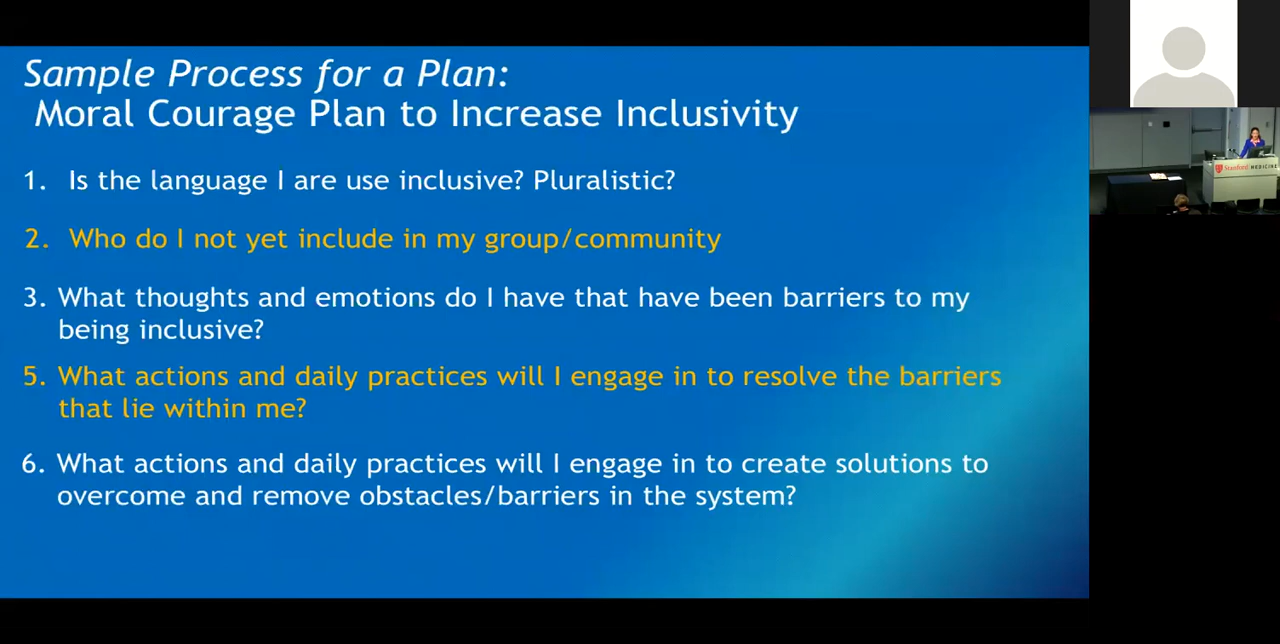 Sample Process for a Plan:
Moral Courage Plan to Increase Inclusivity
1. Is the language I are use inclusive? Pluralistic?
2. Who do I not yet include in my group/community
3. What thoughts and emotions do I have that have been barriers to my
being inclusive?
5. What actions and daily practices will I engage in to resolve the barriers
that lie within me?
6. What actions and daily practices will I engage in to create solutions to
overcome and remove obstacles/barriers in the system?
Stanford MEDICINE